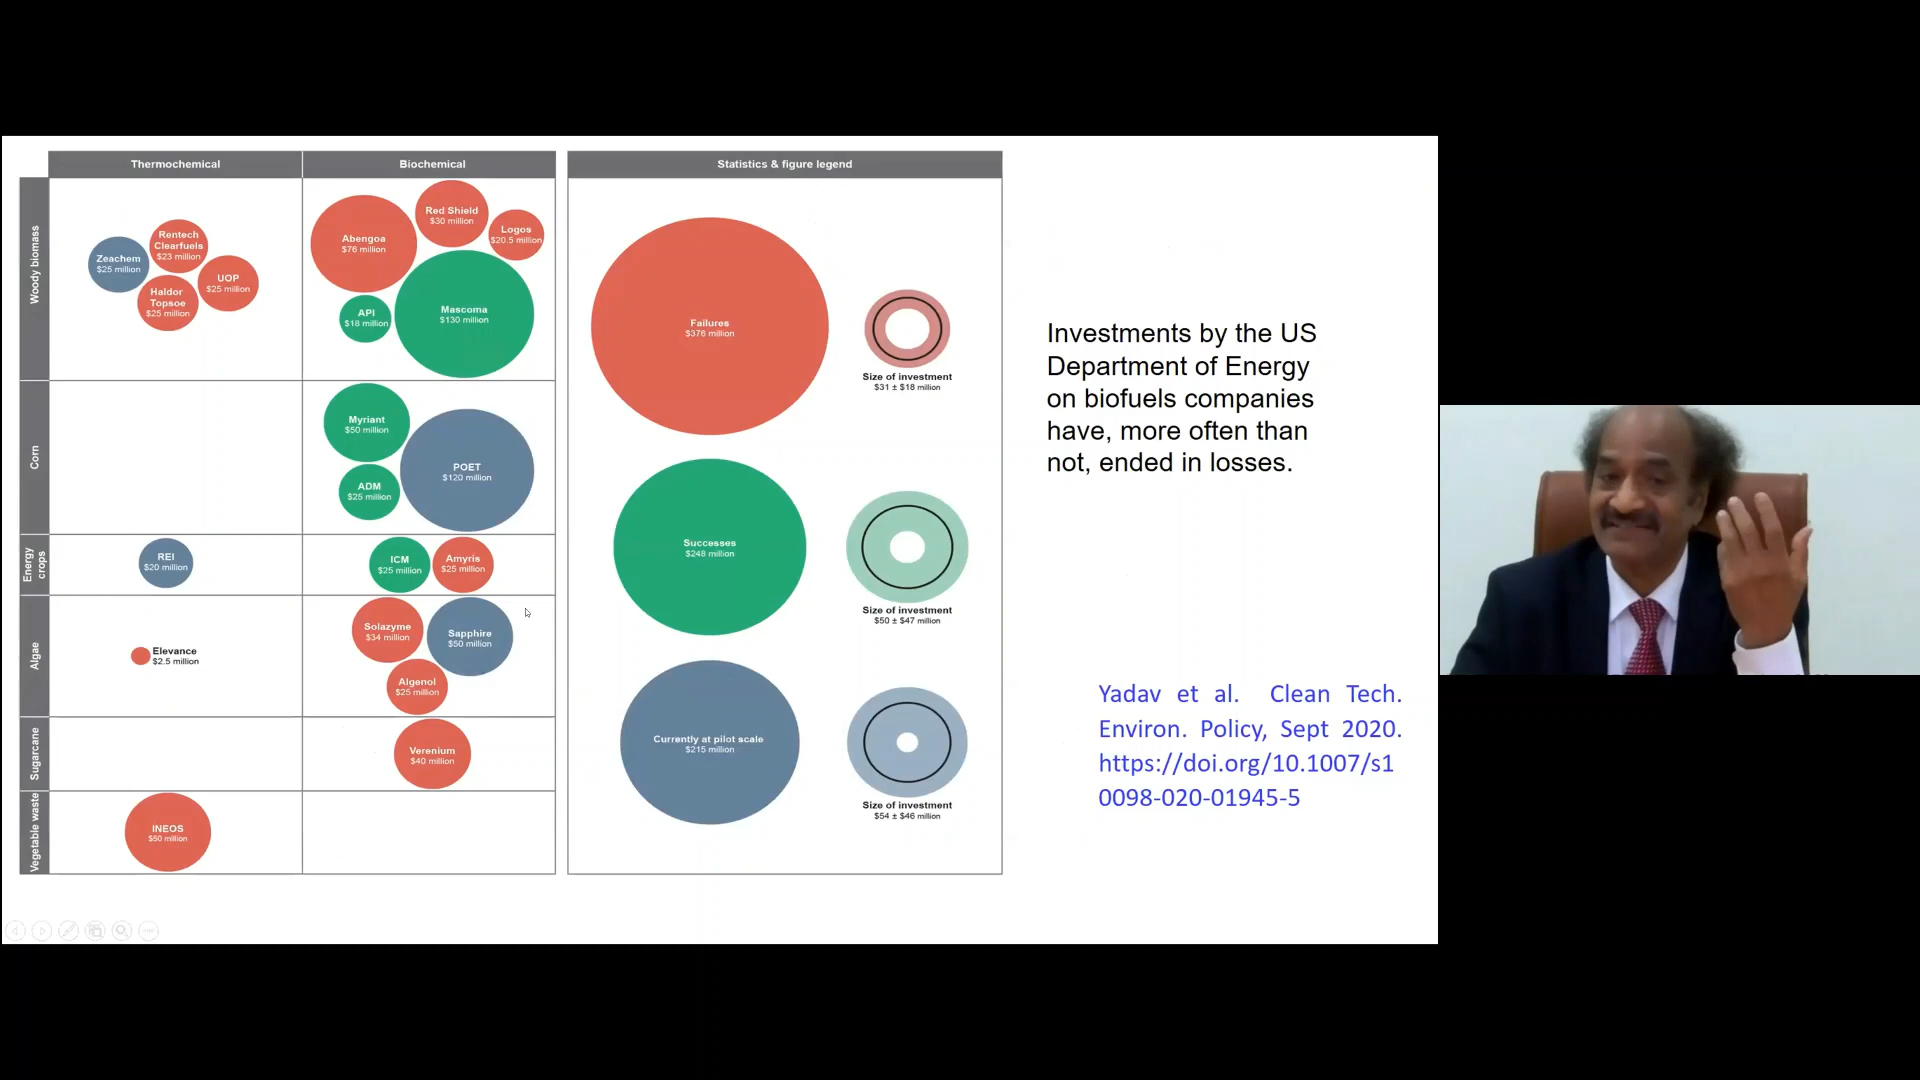 Thermochemical
Biochemical
Statistics & figure legend
Woody biomass
Zeachem
$25 million
Rentech
Clearfuels
$23 million
UOP
$25 million
Haldor
Topsoe
$25 million
Abengoa
$76 million
Red Shield
$30 million
Logos
$20.5 million
API
$18 million
Mascoma
$130 million
Corn
Myriant
$50 million
ADM
$25 million
POET
$120 million
Energy
crops
REI
$20 million
ICM
$25 million
Amyris
$25 million
Algae
Elevance
$2.5 million
Solazyme
$34 million
Sapphire
$50 million
Algenol
$25 million
Sugarcane
Verenium
$40 million
Vegetable waste
INEOS
$50 million
Failures
$376 million
Size of investment
$31 ± $18 million
Successes
$248 million
Size of investment
$50 ± $47 million
Currently at pilot scale
$215 million
Size of investment
$54 ± $46 million
Investments by the US
Department of Energy
on biofuels companies
have, more often than
not, ended in losses.
Yadav et al. Clean Tech.
Environ. Policy, Sept 2020.
https://doi.org/10.1007/s1
0098-020-01945-5